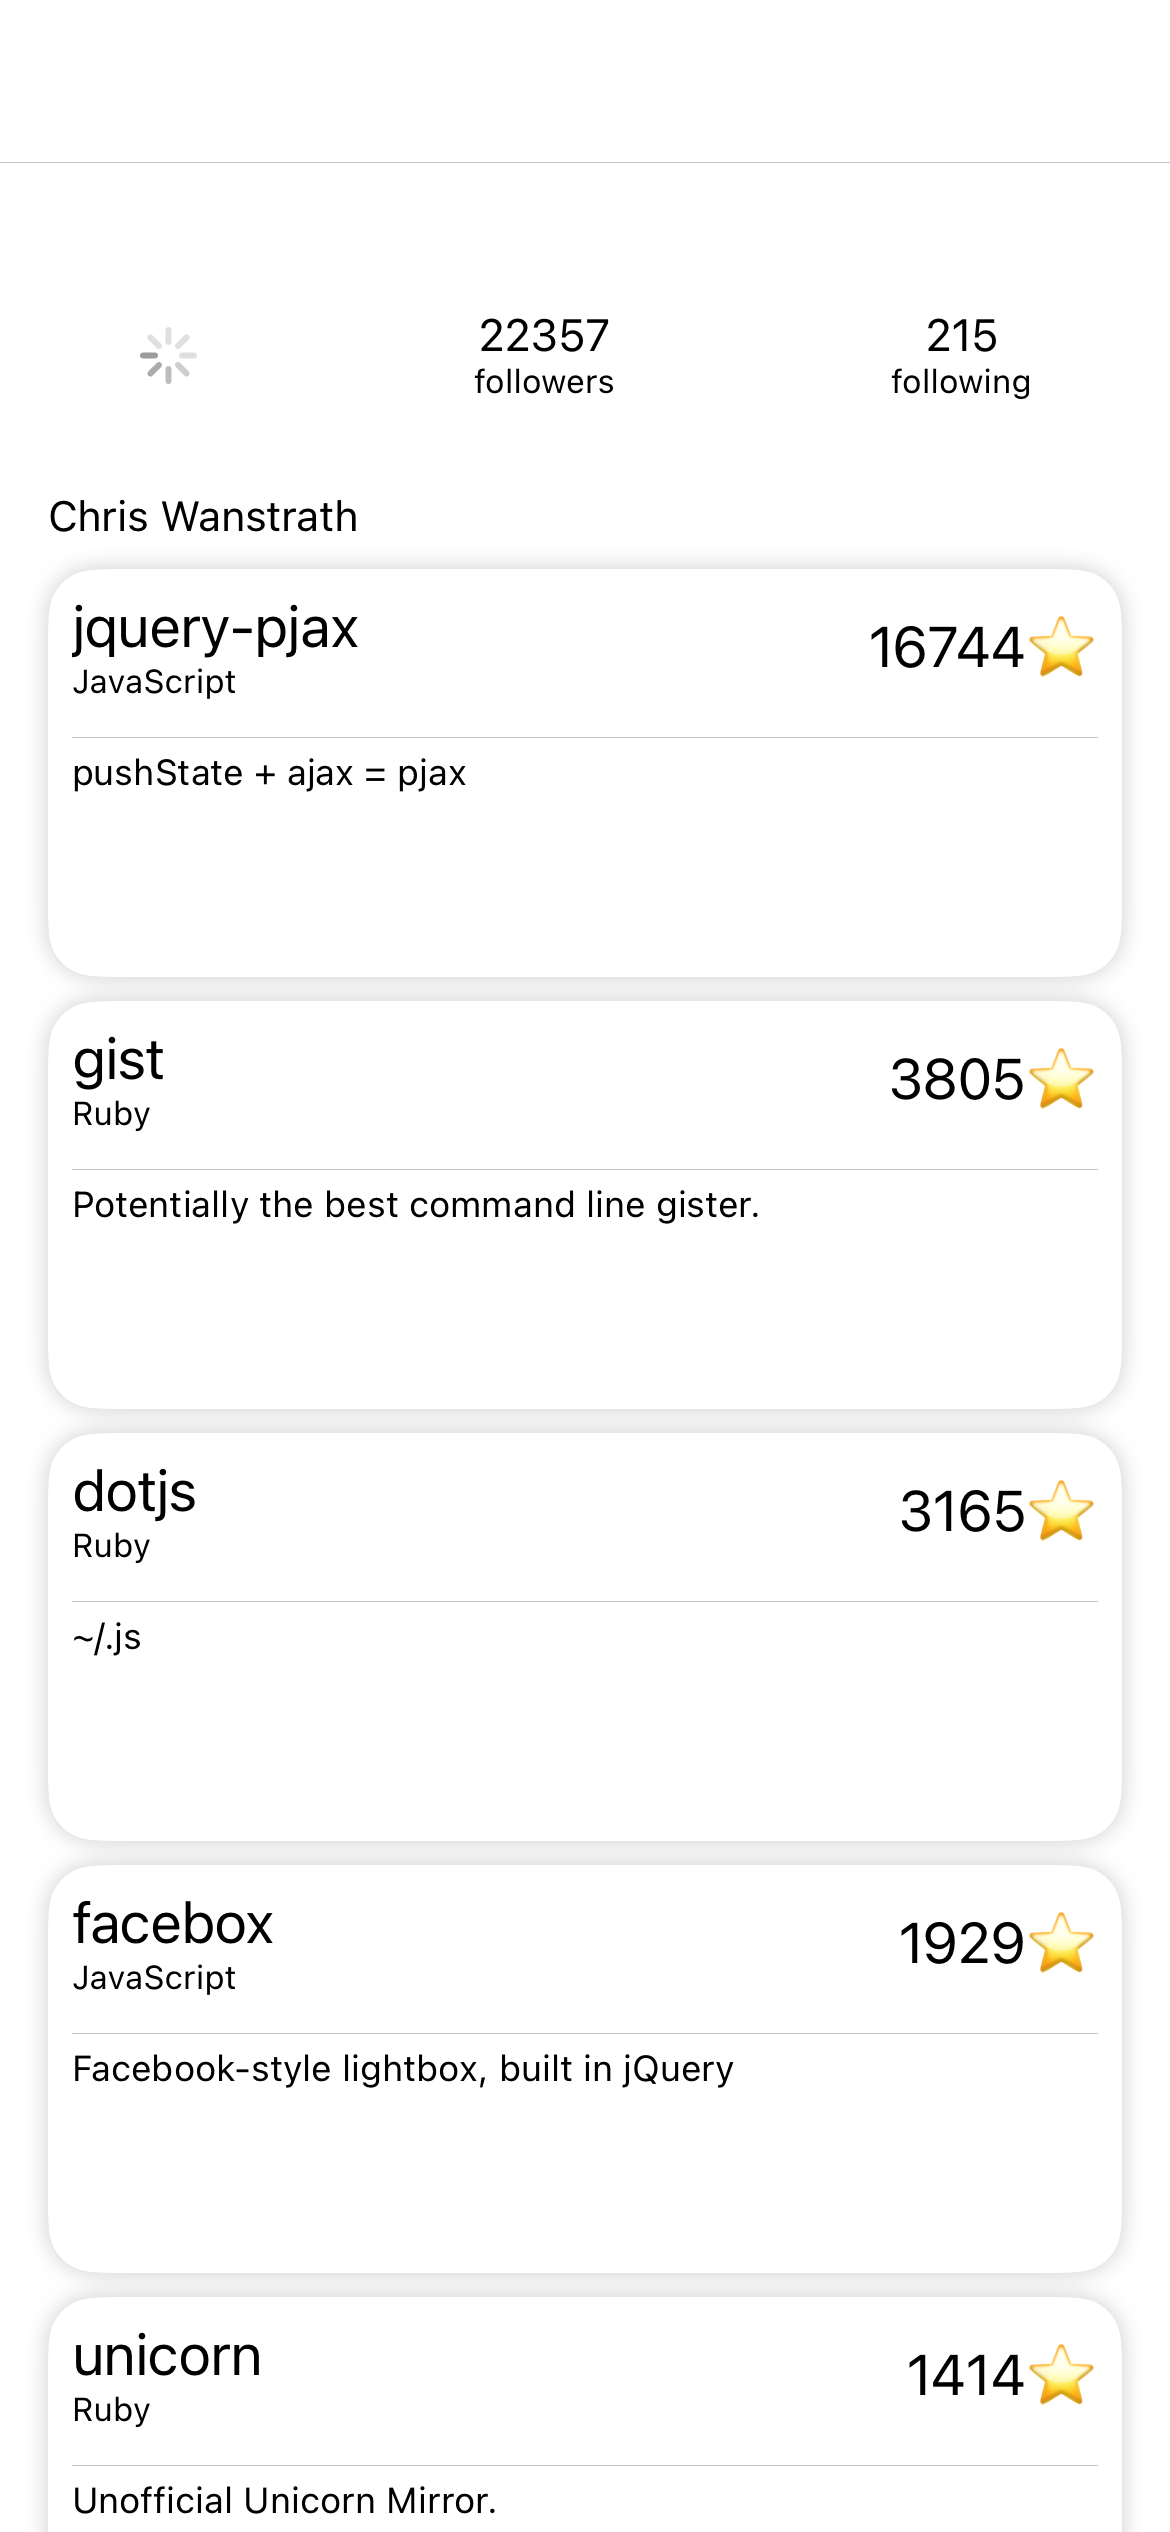 22357
followers
215
following
Chris Wanstrath
jquery-pjax
JavaScript
16744⭐
pushState + ajax = pjax
gist
Ruby
3805⭐
Potentially the best command line gister.
dotjs
Ruby
3165⭐
~/.js
facebox
JavaScript
1929⭐
Facebook-style lightbox, built in jQuery
unicorn
Ruby
1414⭐
Unofficial Unicorn Mirror.